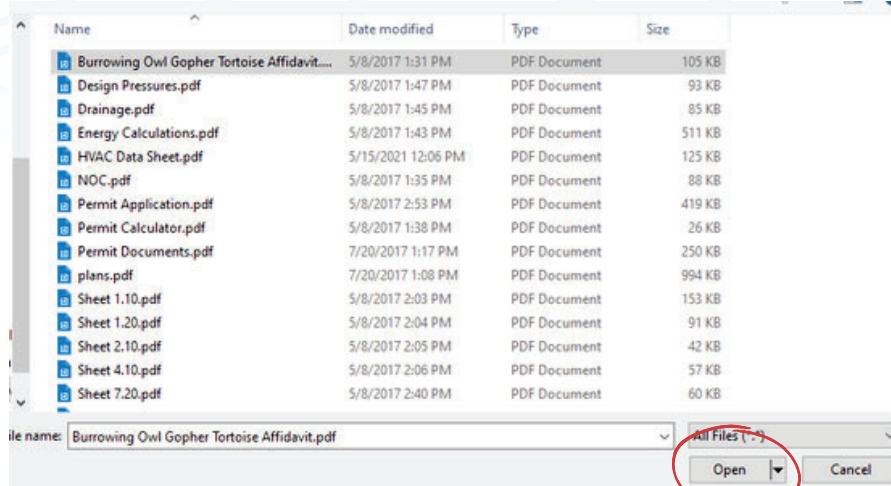 Name Date modified Type Size
Burrowing Owl Gopher Tortoise Affidavit.... 5/8/2017 1:31 PM PDF Document 105 KB
Design Pressures.pdf 5/8/2017 1:47 PM PDF Document 93 KB
Drainage.pdf 5/8/2017 1:45 PM PDF Document 85 KB
Energy Calculations.pdf 5/8/2017 1:43 PM PDF Document 511 KB
HVAC Data Sheet.pdf 5/15/2021 12:06 PM PDF Document 125 KB
NOC.pdf 5/8/2017 1:35 PM PDF Document 88 KB
Permit Application.pdf 5/8/2017 2:53 PM PDF Document 419 KB
Permit Calculator.pdf 5/8/2017 1:38 PM PDF Document 26 KB
Permit Documents.pdf 7/20/2017 1:17 PM PDF Document 250 KB
plans.pdf 7/20/2017 1:08 PM PDF Document 994 KB
Sheet 1.10.pdf 5/8/2017 2:03 PM PDF Document 153 KB
Sheet 1.20.pdf 5/8/2017 2:04 PM PDF Document 91 KB
Sheet 2.10.pdf 5/8/2017 2:05 PM PDF Document 42 KB
Sheet 4.10.pdf 5/8/2017 2:06 PM PDF Document 57 KB
Sheet 7.20.pdf 5/8/2017 2:40 PM PDF Document 60 KB
ile name: Burrowing Owl Gopher Tortoise Affidavit.pdf All Files (*.*)
Open Cancel